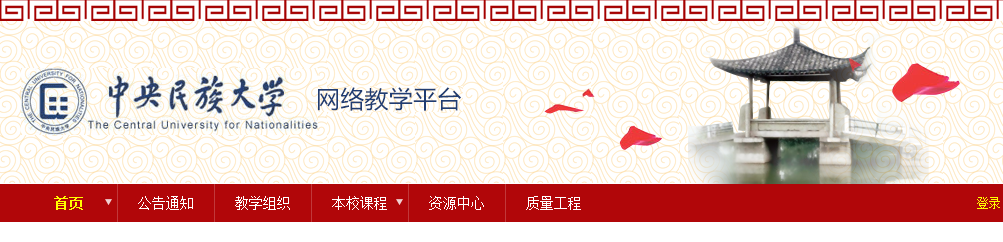 中央民族大学
The Central University for Nationalities
网络教学平台
首页 公告通知 教学组织 本校课程 资源中心 质量工程 登录